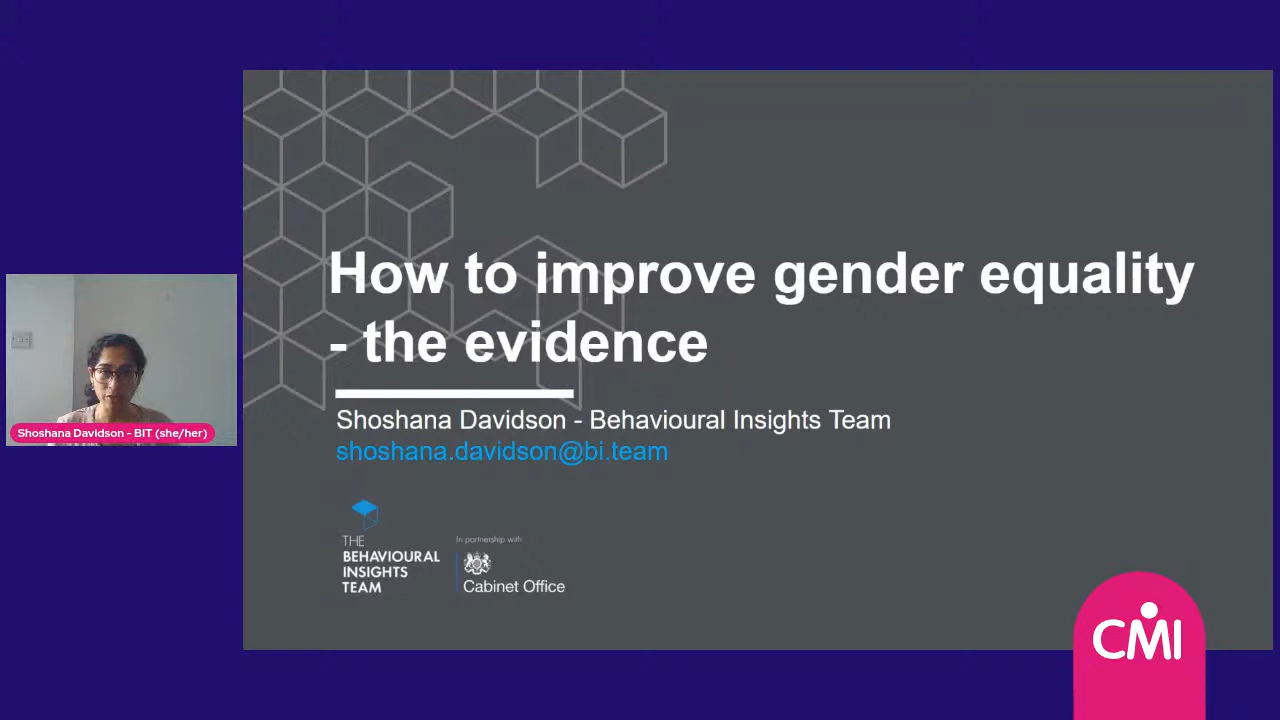 How to improve gender equality
- the evidence
Shoshana Davidson - Behavioural Insights Team
shoshana.davidson@bi.team
Shoshana Davidson - BIT (she/her)
THE
BEHAVIOURAL
INSIGHTS
TEAM
In partnership with
Cabinet Office
CMI